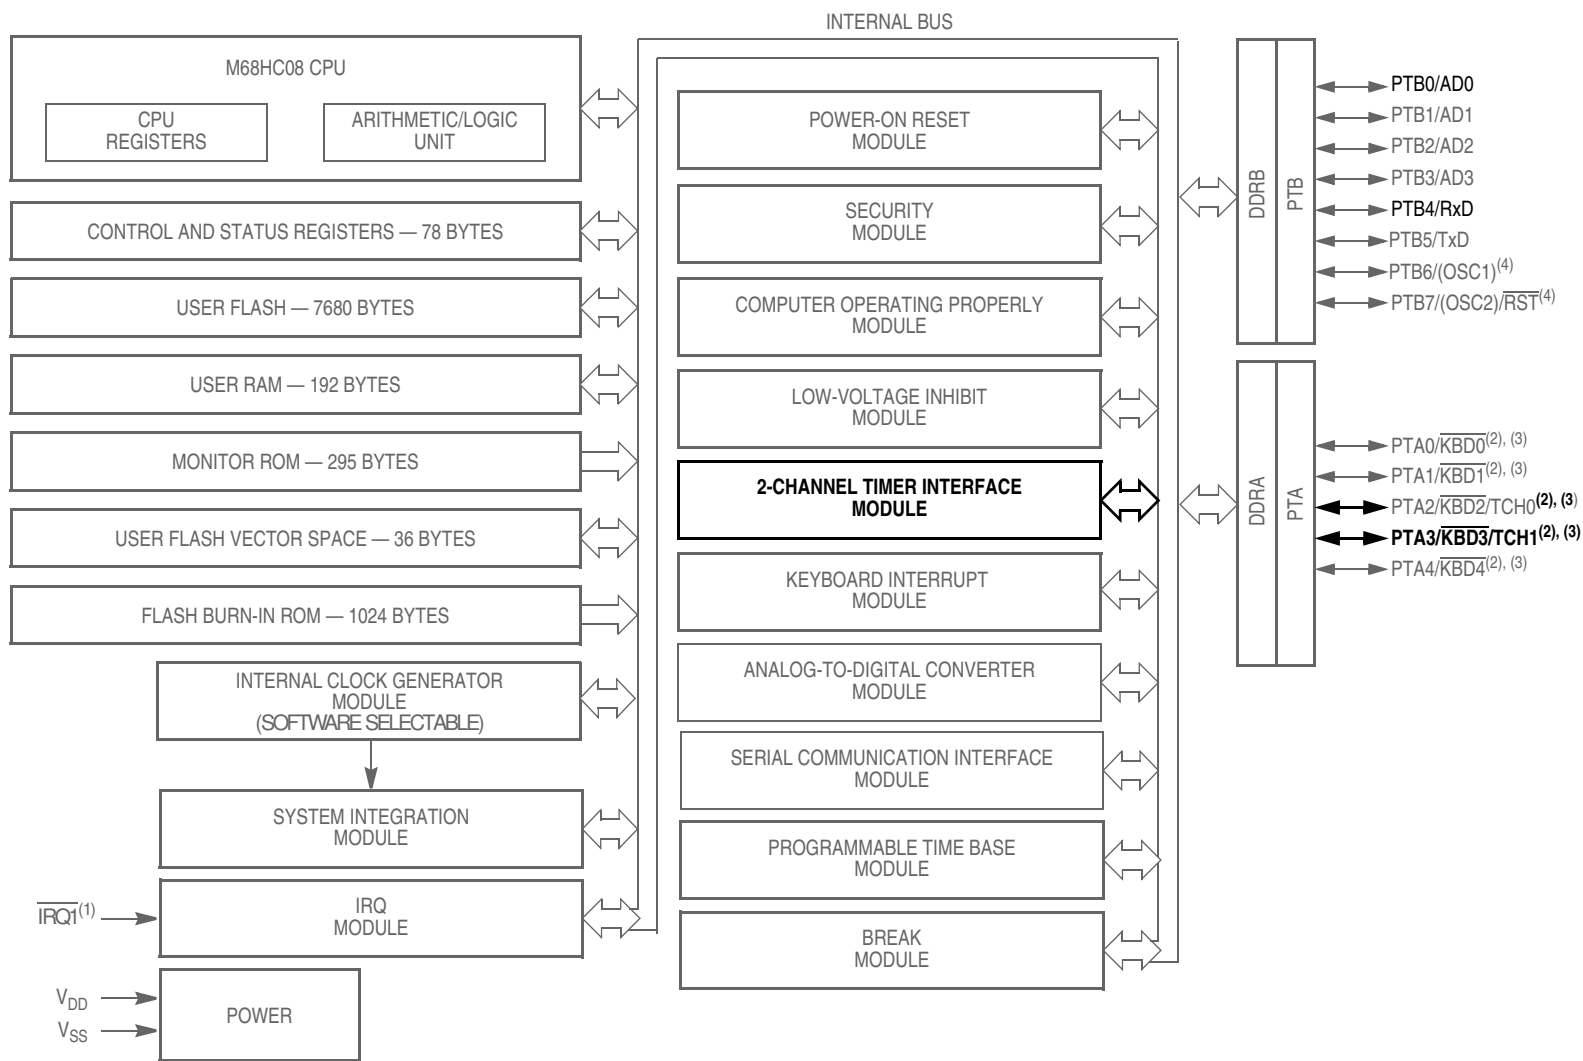 INTERNAL BUS
M68HC08 CPU
CPU
REGISTERS
ARITHMETIC/LOGIC
UNIT
CONTROL AND STATUS REGISTERS — 78 BYTES
USER FLASH — 7680 BYTES
USER RAM — 192 BYTES
MONITOR ROM — 295 BYTES
USER FLASH VECTOR SPACE — 36 BYTES
FLASH BURN-IN ROM — 1024 BYTES
INTERNAL CLOCK GENERATOR
MODULE
(SOFTWARE SELECTABLE)
SYSTEM INTEGRATION
MODULE
IRQ1(1)
IRQ
MODULE
VDD
VSS
POWER
POWER-ON RESET
MODULE
SECURITY
MODULE
COMPUTER OPERATING PROPERLY
MODULE
LOW-VOLTAGE INHIBIT
MODULE
2-CHANNEL TIMER INTERFACE
MODULE
KEYBOARD INTERRUPT
MODULE
ANALOG-TO-DIGITAL CONVERTER
MODULE
SERIAL COMMUNICATION INTERFACE
MODULE
PROGRAMMABLE TIME BASE
MODULE
BREAK
MODULE
DDRB
PTB
PTB0/AD0
PTB1/AD1
PTB2/AD2
PTB3/AD3
PTB4/RxD
PTB5/TxD
PTB6/(OSC1)(4)
PTB7/(OSC2)/RST(4)
DDRA
PTA
PTA0/KBD0(2), (3)
PTA1/KBD1(2), (3)
PTA2/KBD2/TCH0(2), (3)
PTA3/KBD3/TCH1(2), (3)
PTA4/KBD4(2), (3)